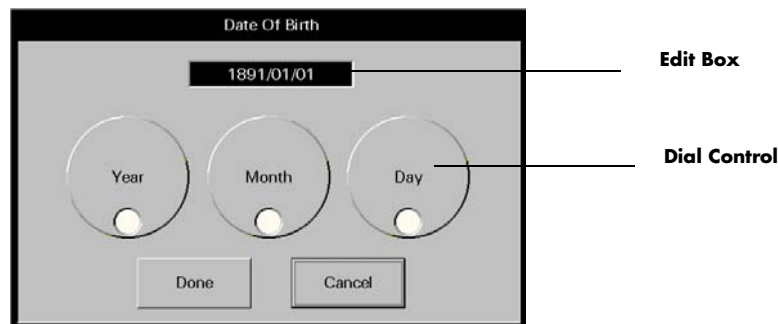 Date Of Birth
1891/01/01
Edit Box
Year
Month
Day
Dial Control
Done
Cancel